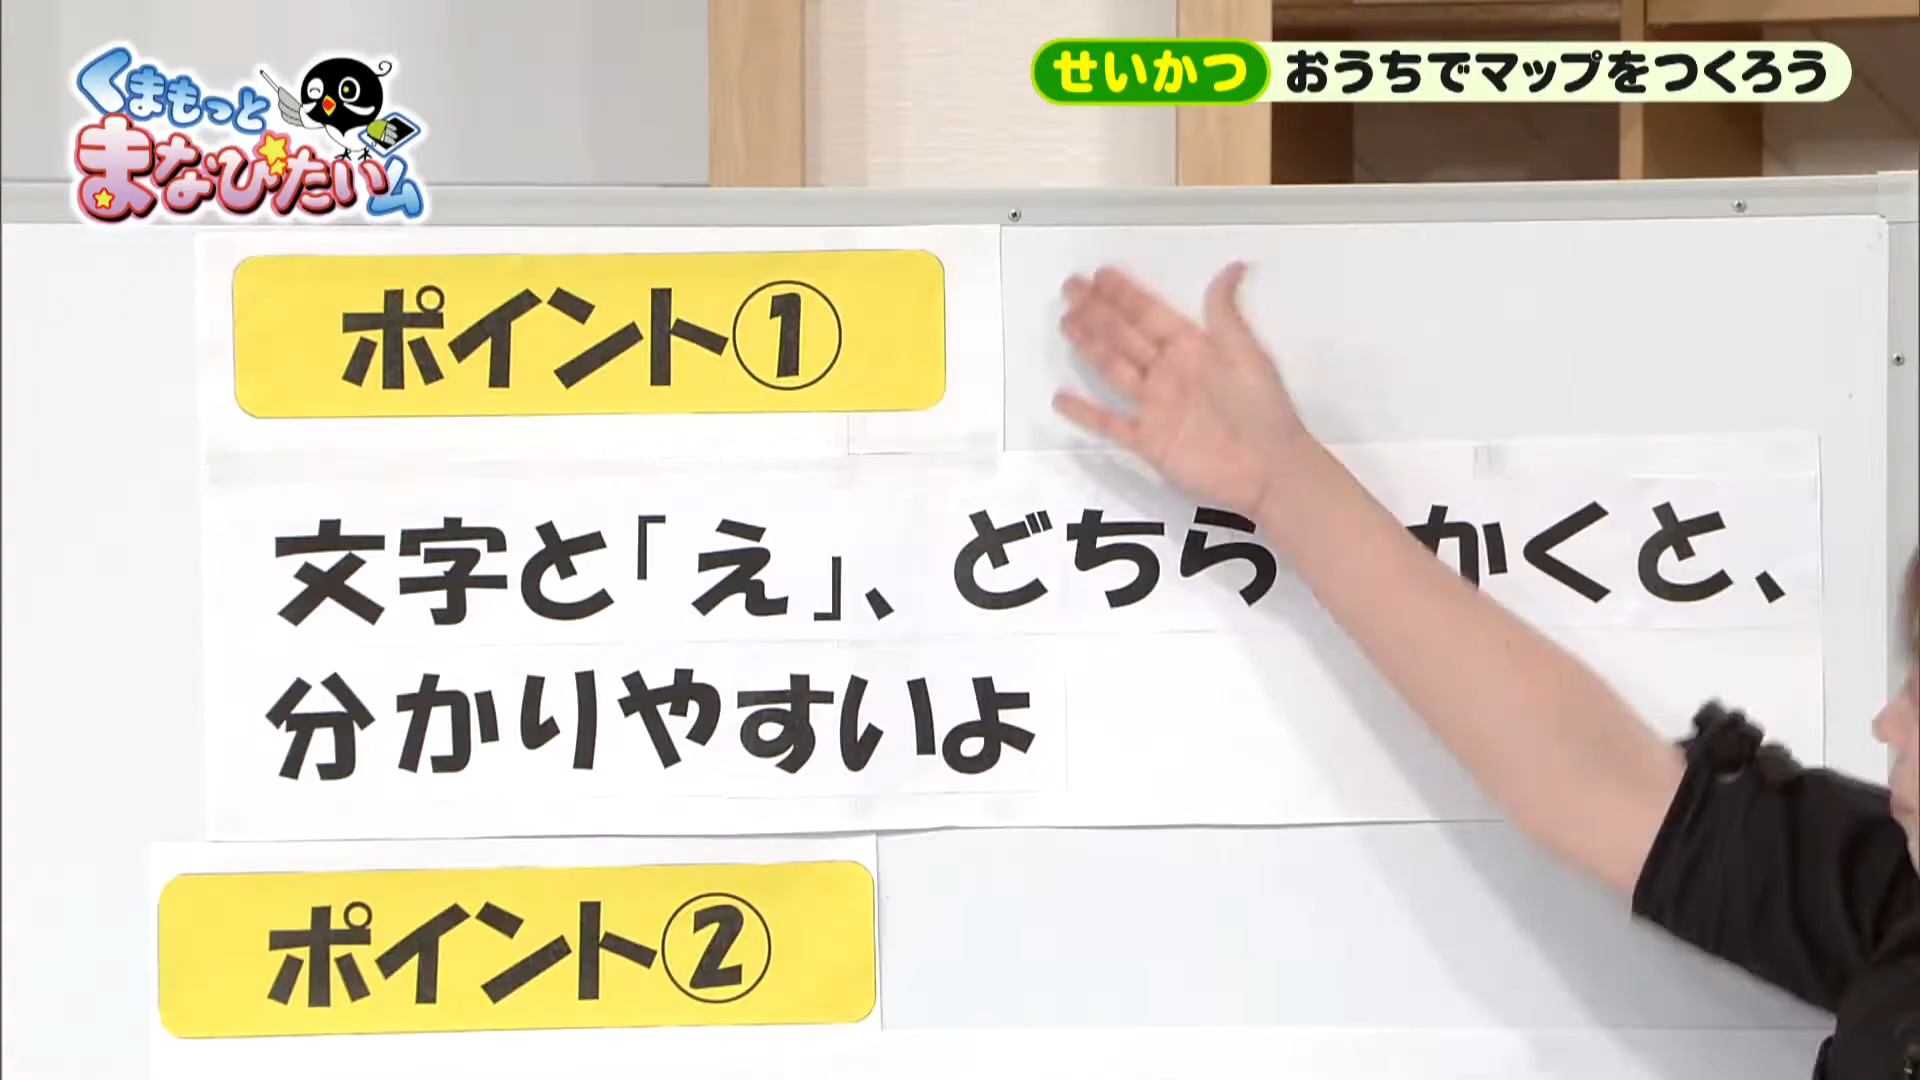 くまもっと
まなびたいム
せいかつ おうちでマップをつくろう
ポイント①
文字と「え」、どちら かくと、
分かりやすいよ
ポイント②